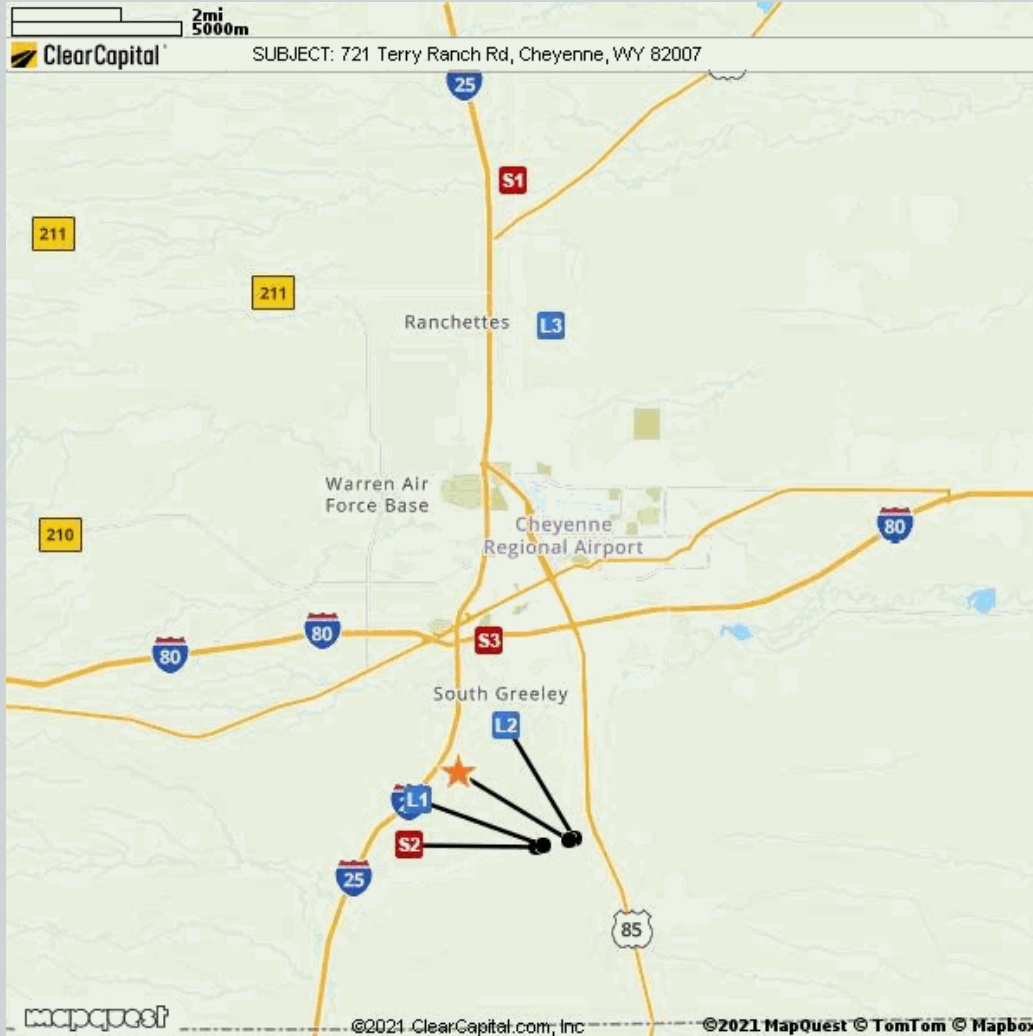 2mi
5000m
ClearCapital
SUBJECT: 721 Terry Ranch Rd, Cheyenne, WY 82007
25
S1
211
211
Ranchettes
L3
Warren Air
Force Base
210
Cheyenne
Regional Airport
80
80
80
S3
South Greeley
L2
L1
S2
25
85
mapquest
©2021 ClearCapital.com, Inc
©2021 MapQuest © TomTom © Mapbo